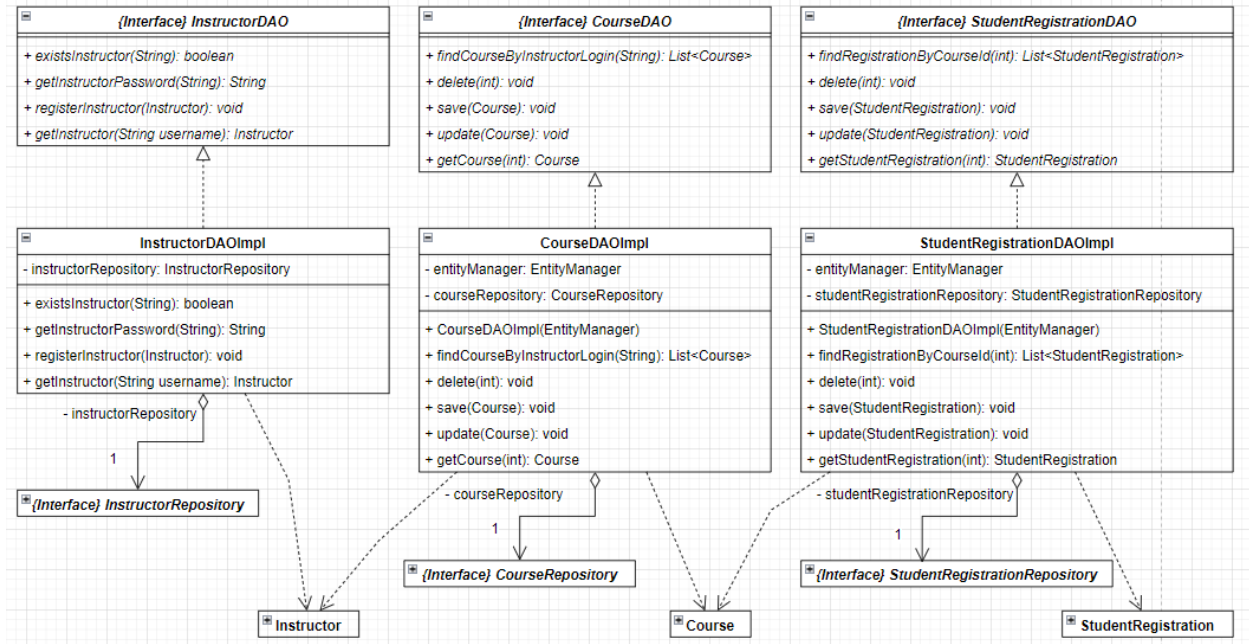 {Interface} InstructorDAO
+ existsInstructor(String): boolean
+ getInstructorPassword(String): String
+ registerInstructor(Instructor): void
+ getInstructor(String username): Instructor
{Interface} CourseDAO
+ findCourseByInstructorLogin(String): List<Course>
+ delete(int): void
+ save(Course): void
+ update(Course): void
+ getCourse(int): Course
{Interface} StudentRegistrationDAO
+ findRegistrationByCourseId(int): List<StudentRegistration>
+ delete(int): void
+ save(StudentRegistration): void
+ update(StudentRegistration): void
+ getStudentRegistration(int): StudentRegistration
InstructorDAOImpl
- instructorRepository: InstructorRepository
+ existsInstructor(String): boolean
+ getInstructorPassword(String): String
+ registerInstructor(Instructor): void
+ getInstructor(String username): Instructor
- instructorRepository
1
{Interface} InstructorRepository
CourseDAOImpl
- entityManager: EntityManager
- courseRepository: CourseRepository
+ CourseDAOImpl(EntityManager)
+ findCourseByInstructorLogin(String): List<Course>
+ delete(int): void
+ save(Course): void
+ update(Course): void
+ getCourse(int): Course
- courseRepository
1
{Interface} CourseRepository
StudentRegistrationDAOImpl
- entityManager: EntityManager
- studentRegistrationRepository: StudentRegistrationRepository
+ StudentRegistrationDAOImpl(EntityManager)
+ findRegistrationByCourseId(int): List<StudentRegistration>
+ delete(int): void
+ save(StudentRegistration): void
+ update(StudentRegistration): void
+ getStudentRegistration(int): StudentRegistration
- studentRegistrationRepository
1
{Interface} StudentRegistrationRepository
Instructor
Course
StudentRegistration